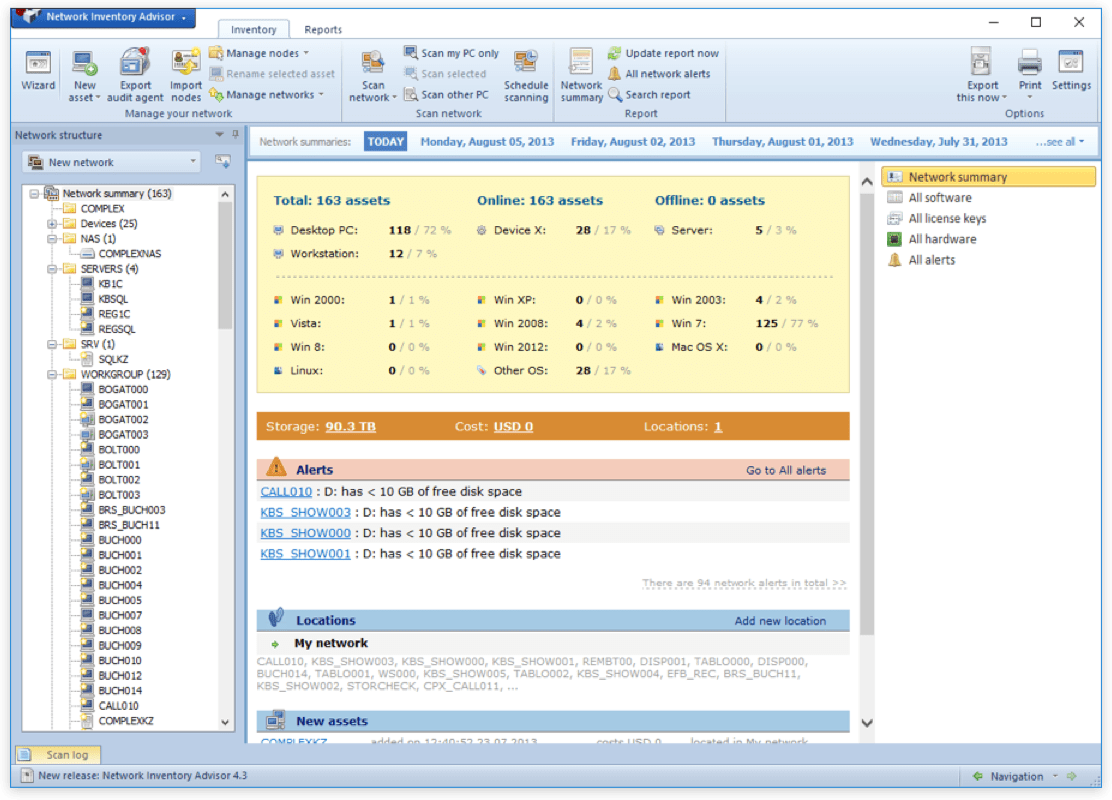 Network Inventory Advisor
Inventory Reports
Wizard
New asset
Export audit agent
Import nodes
Manage nodes
Rename selected asset
Manage networks
Manage your network
Scan network
Scan my PC only
Scan selected
Scan other PC
Schedule scanning
Scan network
Network summary
Update report now
All network alerts
Search report
Report
Export this now
Print
Settings
Options
Network structure
New network
Network summary (163)
COMPLEX
Devices (25)
NAS (1)
COMPLEXNAS
SERVERS (4)
KB1C
KBSQL
REG1C
REGSQL
SRV (1)
SQLKZ
WORKGROUP (129)
BOGAT000
BOGAT001
BOGAT002
BOGAT003
BOLT000
BOLT001
BOLT002
BOLT003
BRS_BUCH003
BRS_BUCH11
BUCH000
BUCH001
BUCH002
BUCH004
BUCH005
BUCH007
BUCH008
BUCH009
BUCH010
BUCH012
BUCH014
CALL010
COMPLEXKZ
Network summaries: TODAY Monday, August 05, 2013 Friday, August 02, 2013 Thursday, August 01, 2013 Wednesday, July 31, 2013 ...see all
Total: 163 assets Online: 163 assets Offline: 0 assets
Desktop PC: 118 / 72 % Device X: 28 / 17 % Server: 5 / 3 %
Workstation: 12 / 7 %
Win 2000: 1 / 1 % Win XP: 0 / 0 % Win 2003: 4 / 2 %
Vista: 1 / 1 % Win 2008: 4 / 2 % Win 7: 125 / 77 %
Win 8: 0 / 0 % Win 2012: 0 / 0 % Mac OS X: 0 / 0 %
Linux: 0 / 0 % Other OS: 28 / 17 %
Storage: 90.3 TB Cost: USD 0 Locations: 1
Alerts Go to All alerts
CALL010 : D: has < 10 GB of free disk space
KBS_SHOW003 : D: has < 10 GB of free disk space
KBS_SHOW000 : D: has < 10 GB of free disk space
KBS_SHOW001 : D: has < 10 GB of free disk space
There are 94 network alerts in total >>
Locations Add new location
My network
CALL010, KBS_SHOW003, KBS_SHOW000, KBS_SHOW001, REMBT00, DISP001, TABLO000, DISP000,
BUCH014, TABLO001, WS000, KBS_SHOW005, TABLO002, KBS_SHOW004, EFB_REC, BRS_BUCH11,
KBS_SHOW002, STORCHECK, CPX_CALL011, ...
New assets
COMPLEXKZ added on 12:40:52 23.07.2013 costs USD 0 located in My network
Network summary
All software
All license keys
All hardware
All alerts
Scan log
New release: Network Inventory Advisor 4.3
Navigation